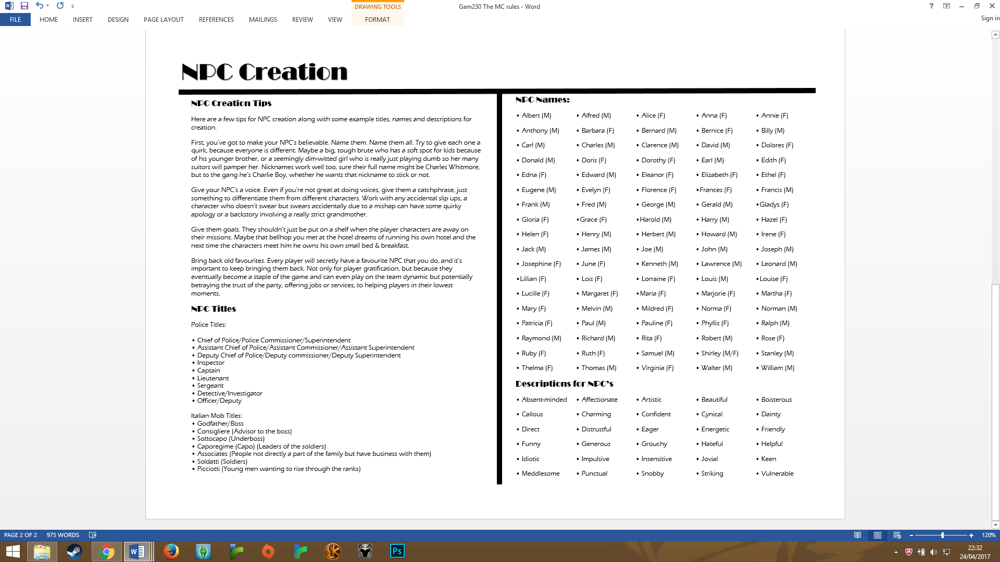 DRAWING TOOLS
Gam230 The MC rules - Word
?
FILE HOME INSERT DESIGN PAGE LAYOUT REFERENCES MAILINGS REVIEW VIEW FORMAT
Sign in
NPC Creation
NPC Creation Tips
Here are a few tips for NPC creation along with some example titles, names and descriptions for
creation.
First, you've got to make your NPC's believable. Name them. Name them all. Try to give each one a
quirk, because everyone is different. Maybe a big, tough brute who has a soft spot for kids because
of his younger brother, or a seemingly dim-witted girl who is really just playing dumb so her many
suitors will pamper her. Nicknames work well too, sure their full name might be Charles Whitmore,
but to the gang he's Charlie Boy, whether he wants that nickname to stick or not.
Give your NPC's a voice. Even if you're not great at doing voices, give them a catchphrase, just
something to differentiate them from different characters. Work with any accidental slip ups, a
character who doesn't swear but swears accidentally due to a mishap can have some quirky
apology or a backstory involving a really strict grandmother.
Give them goals. They shouldn't just be put on a shelf when the player characters are away on
their missions. Maybe that bellhop you met at the hotel dreams of running his own hotel and the
next time the characters meet him he owns his own small bed & breakfast.
Bring back old favourites. Every player will secretly have a favourite NPC that you do, and it's
important to keep bringing them back. Not only for player gratification, but because they
eventually become a staple of the game and can even play on the team dynamic but potentially
betraying the trust of the party, offering jobs or services, to helping players in their lowest
moments.
NPC Titles
Police Titles:
• Chief of Police/Police Commissioner/Superintendent
• Assistant Chief of Police/Assistant Commissioner/Assistant Superintendent
• Deputy Chief of Police/Deputy commissioner/Deputy Superintendent
• Inspector
• Captain
• Lieutenant
• Sergeant
• Detective/Investigator
• Officer/Deputy
Italian Mob Titles:
• Godfather/Boss
• Consigliere (Advisor to the boss)
• Sottocapo (Underboss)
• Caporegime (Capo) (Leaders of the soldiers)
• Associates (People not directly a part of the family but have business with them)
• Soldatti (Soldiers)
• Picciotti (Young men wanting to rise through the ranks)
NPC Names:
• Albert (M) • Alfred (M) • Alice (F) • Anna (F) • Annie (F)
• Anthony (M) • Barbara (F) • Bernard (M) • Bernice (F) • Billy (M)
• Carl (M) • Charles (M) • Clarence (M) • David (M) • Dolores (F)
• Donald (M) • Doris (F) • Dorothy (F) • Earl (M) • Edith (F)
• Edna (F) • Edward (M) • Eleanor (F) • Elizabeth (F) • Ethel (F)
• Eugene (M) • Evelyn (F) • Florence (F) •Frances (F) • Francis (M)
• Frank (M) • Fred (M) • George (M) • Gerald (M) •Gladys (F)
• Gloria (F) •Grace (F) •Harold (M) • Harry (M) • Hazel (F)
• Helen (F) • Henry (M) • Herbert (M) • Howard (M) • Irene (F)
• Jack (M) • James (M) • Joe (M) • John (M) • Joseph (M)
• Josephine (F) • June (F) • Kenneth (M) • Lawrence (M) • Leonard (M)
•Lillian (F) • Lois (F) • Lorraine (F) • Louis (M) •Louise (F)
• Lucille (F) • Margaret (F) •Maria (F) • Marjorie (F) • Martha (F)
• Mary (F) • Melvin (M) • Mildred (F) • Norma (F) • Norman (M)
• Patricia (F) • Paul (M) • Pauline (F) • Phyllis (F) • Ralph (M)
• Raymond (M) • Richard (M) • Rita (F) • Robert (M) • Rose (F)
• Ruby (F) • Ruth (F) • Samuel (M) • Shirley (M/F) • Stanley (M)
• Thelma (F) • Thomas (M) • Virginia (F) • Walter (M) • William (M)
Descriptions for NPC's
• Absent-minded • Affectionate • Artistic • Beautiful • Boisterous
• Callous • Charming • Confident • Cynical • Dainty
• Direct • Distrustful • Eager • Energetic • Friendly
• Funny • Generous • Grouchy • Hateful • Helpful
• Idiotic • Impulsive • Insensitive • Jovial • Keen
• Meddlesome • Punctual • Snobby • Striking • Vulnerable
PAGE 2 OF 2 975 WORDS 120%
Ps
22:32
24/04/2017